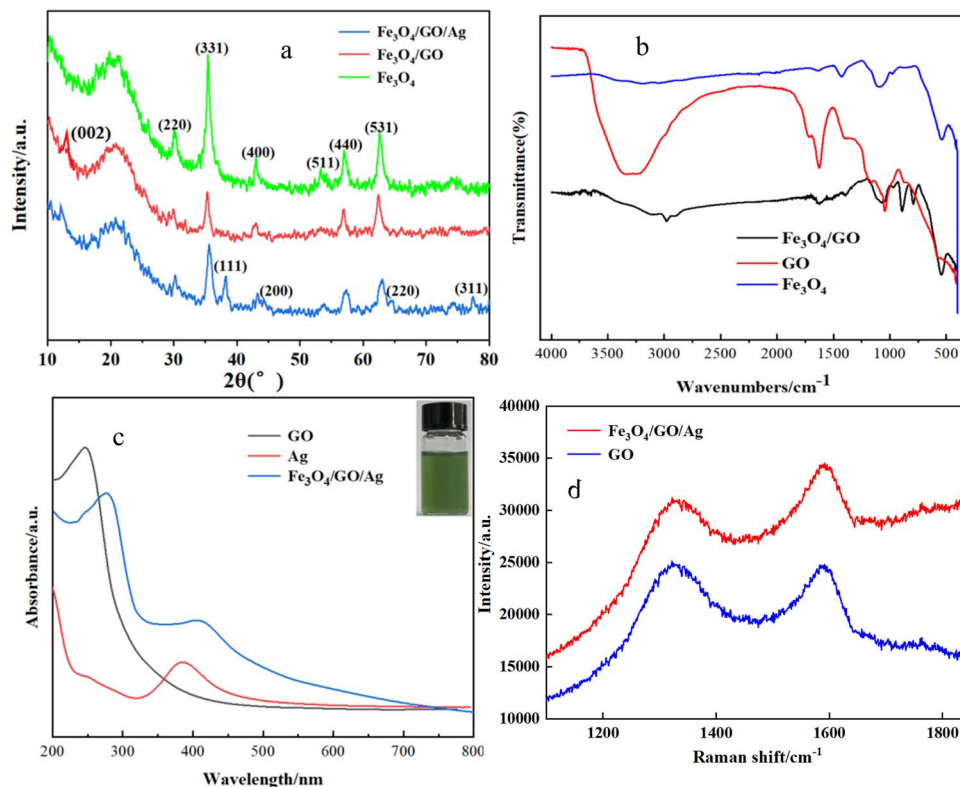 a
Fe3O4/GO/Ag
Fe3O4/GO
Fe3O4
(331)
(002)
(220)
(400)
(511)
(440)
(531)
(111)
(200)
(220)
(311)
Intensity/a.u.
10 20 30 40 50 60 70 80
2θ(°)
b
Transmittance(%)
Fe3O4/GO
GO
Fe3O4
4000 3500 3000 2000 1500 1000 500
Wavenumbers/cm-1
c
GO
Ag
Fe3O4/GO/Ag
Absorbance/a.u.
200 300 400 500 600 700 800
Wavelength/nm
d
Fe3O4/GO/Ag
GO
40000
35000
30000
25000
20000
15000
10000
Intensity/a.u.
1200 1400 1600 1800
Raman shift/cm-1